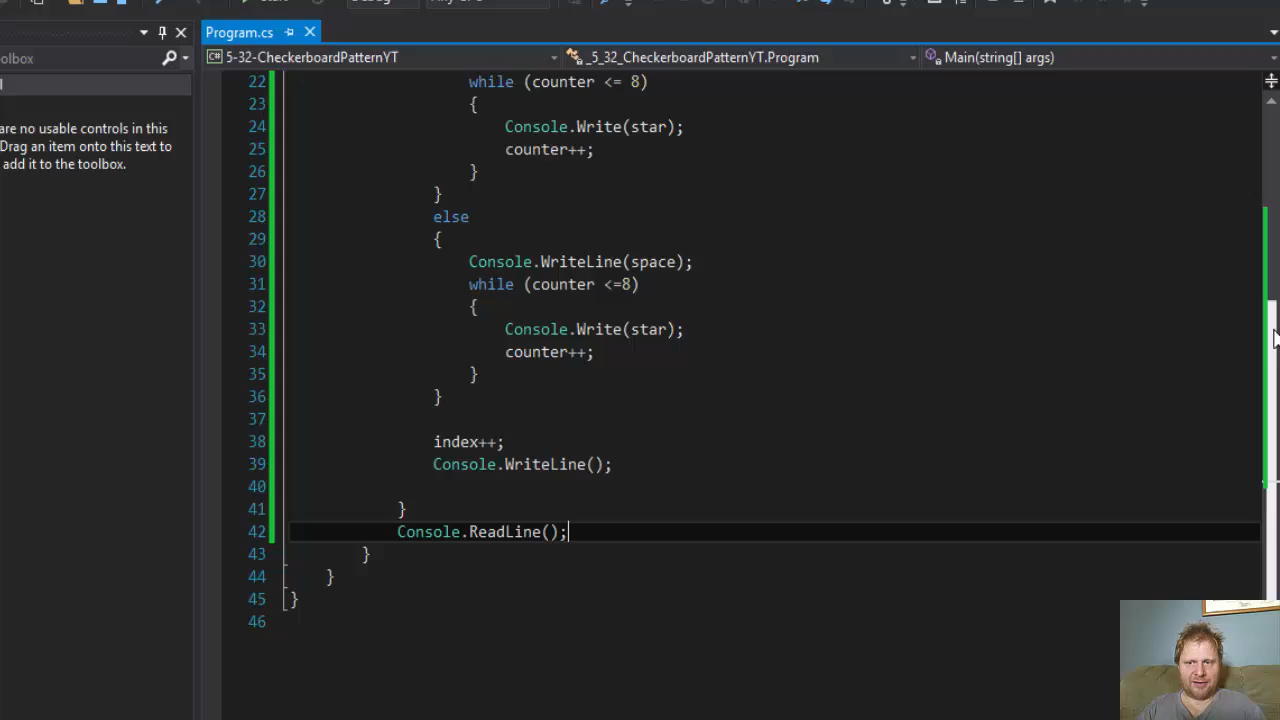 Program.cs
olbox
5-32-CheckerboardPatternYT
_5_32_CheckerboardPatternYT.Program
Main(string[] args)
are no usable controls in this
Drag an item onto this text to
add it to the toolbox.
22 while (counter <= 8)
23 {
24 Console.Write(star);
25 counter++;
26 }
27 }
28 else
29 {
30 Console.WriteLine(space);
31 while (counter <=8)
32 {
33 Console.Write(star);
34 counter++;
35 }
36 }
37
38 index++;
39 Console.WriteLine();
40
41 }
42 Console.ReadLine();
43 }
44 }
45 }
46